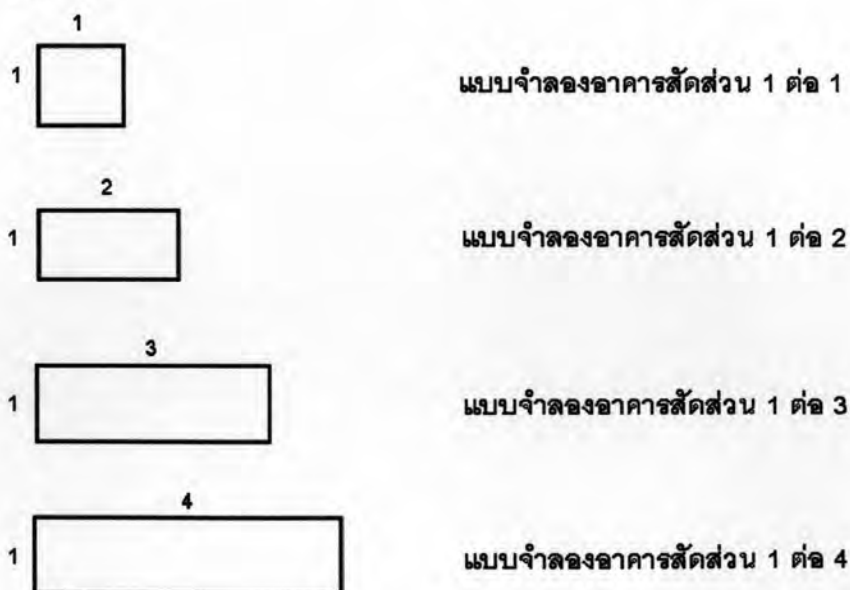 1
1 แบบจำลองอาคารสัดส่วน 1 ต่อ 1
2
1 แบบจำลองอาคารสัดส่วน 1 ต่อ 2
3
1 แบบจำลองอาคารสัดส่วน 1 ต่อ 3
4
1 แบบจำลองอาคารสัดส่วน 1 ต่อ 4